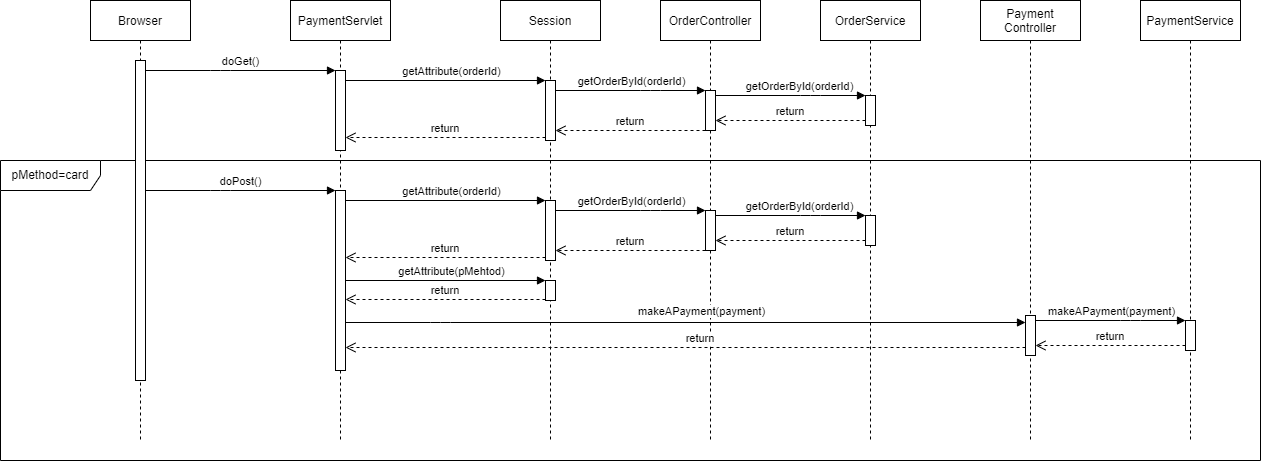 Browser
PaymentServlet
Session
OrderController
OrderService
Payment
Controller
PaymentService
doGet()
getAttribute(orderId)
getOrderById(orderId)
getOrderById(orderId)
return
return
return
pMethod=card
doPost()
getAttribute(orderId)
getOrderById(orderId)
getOrderById(orderId)
return
return
return
getAttribute(pMehtod)
return
makeAPayment(payment)
makeAPayment(payment)
return
return